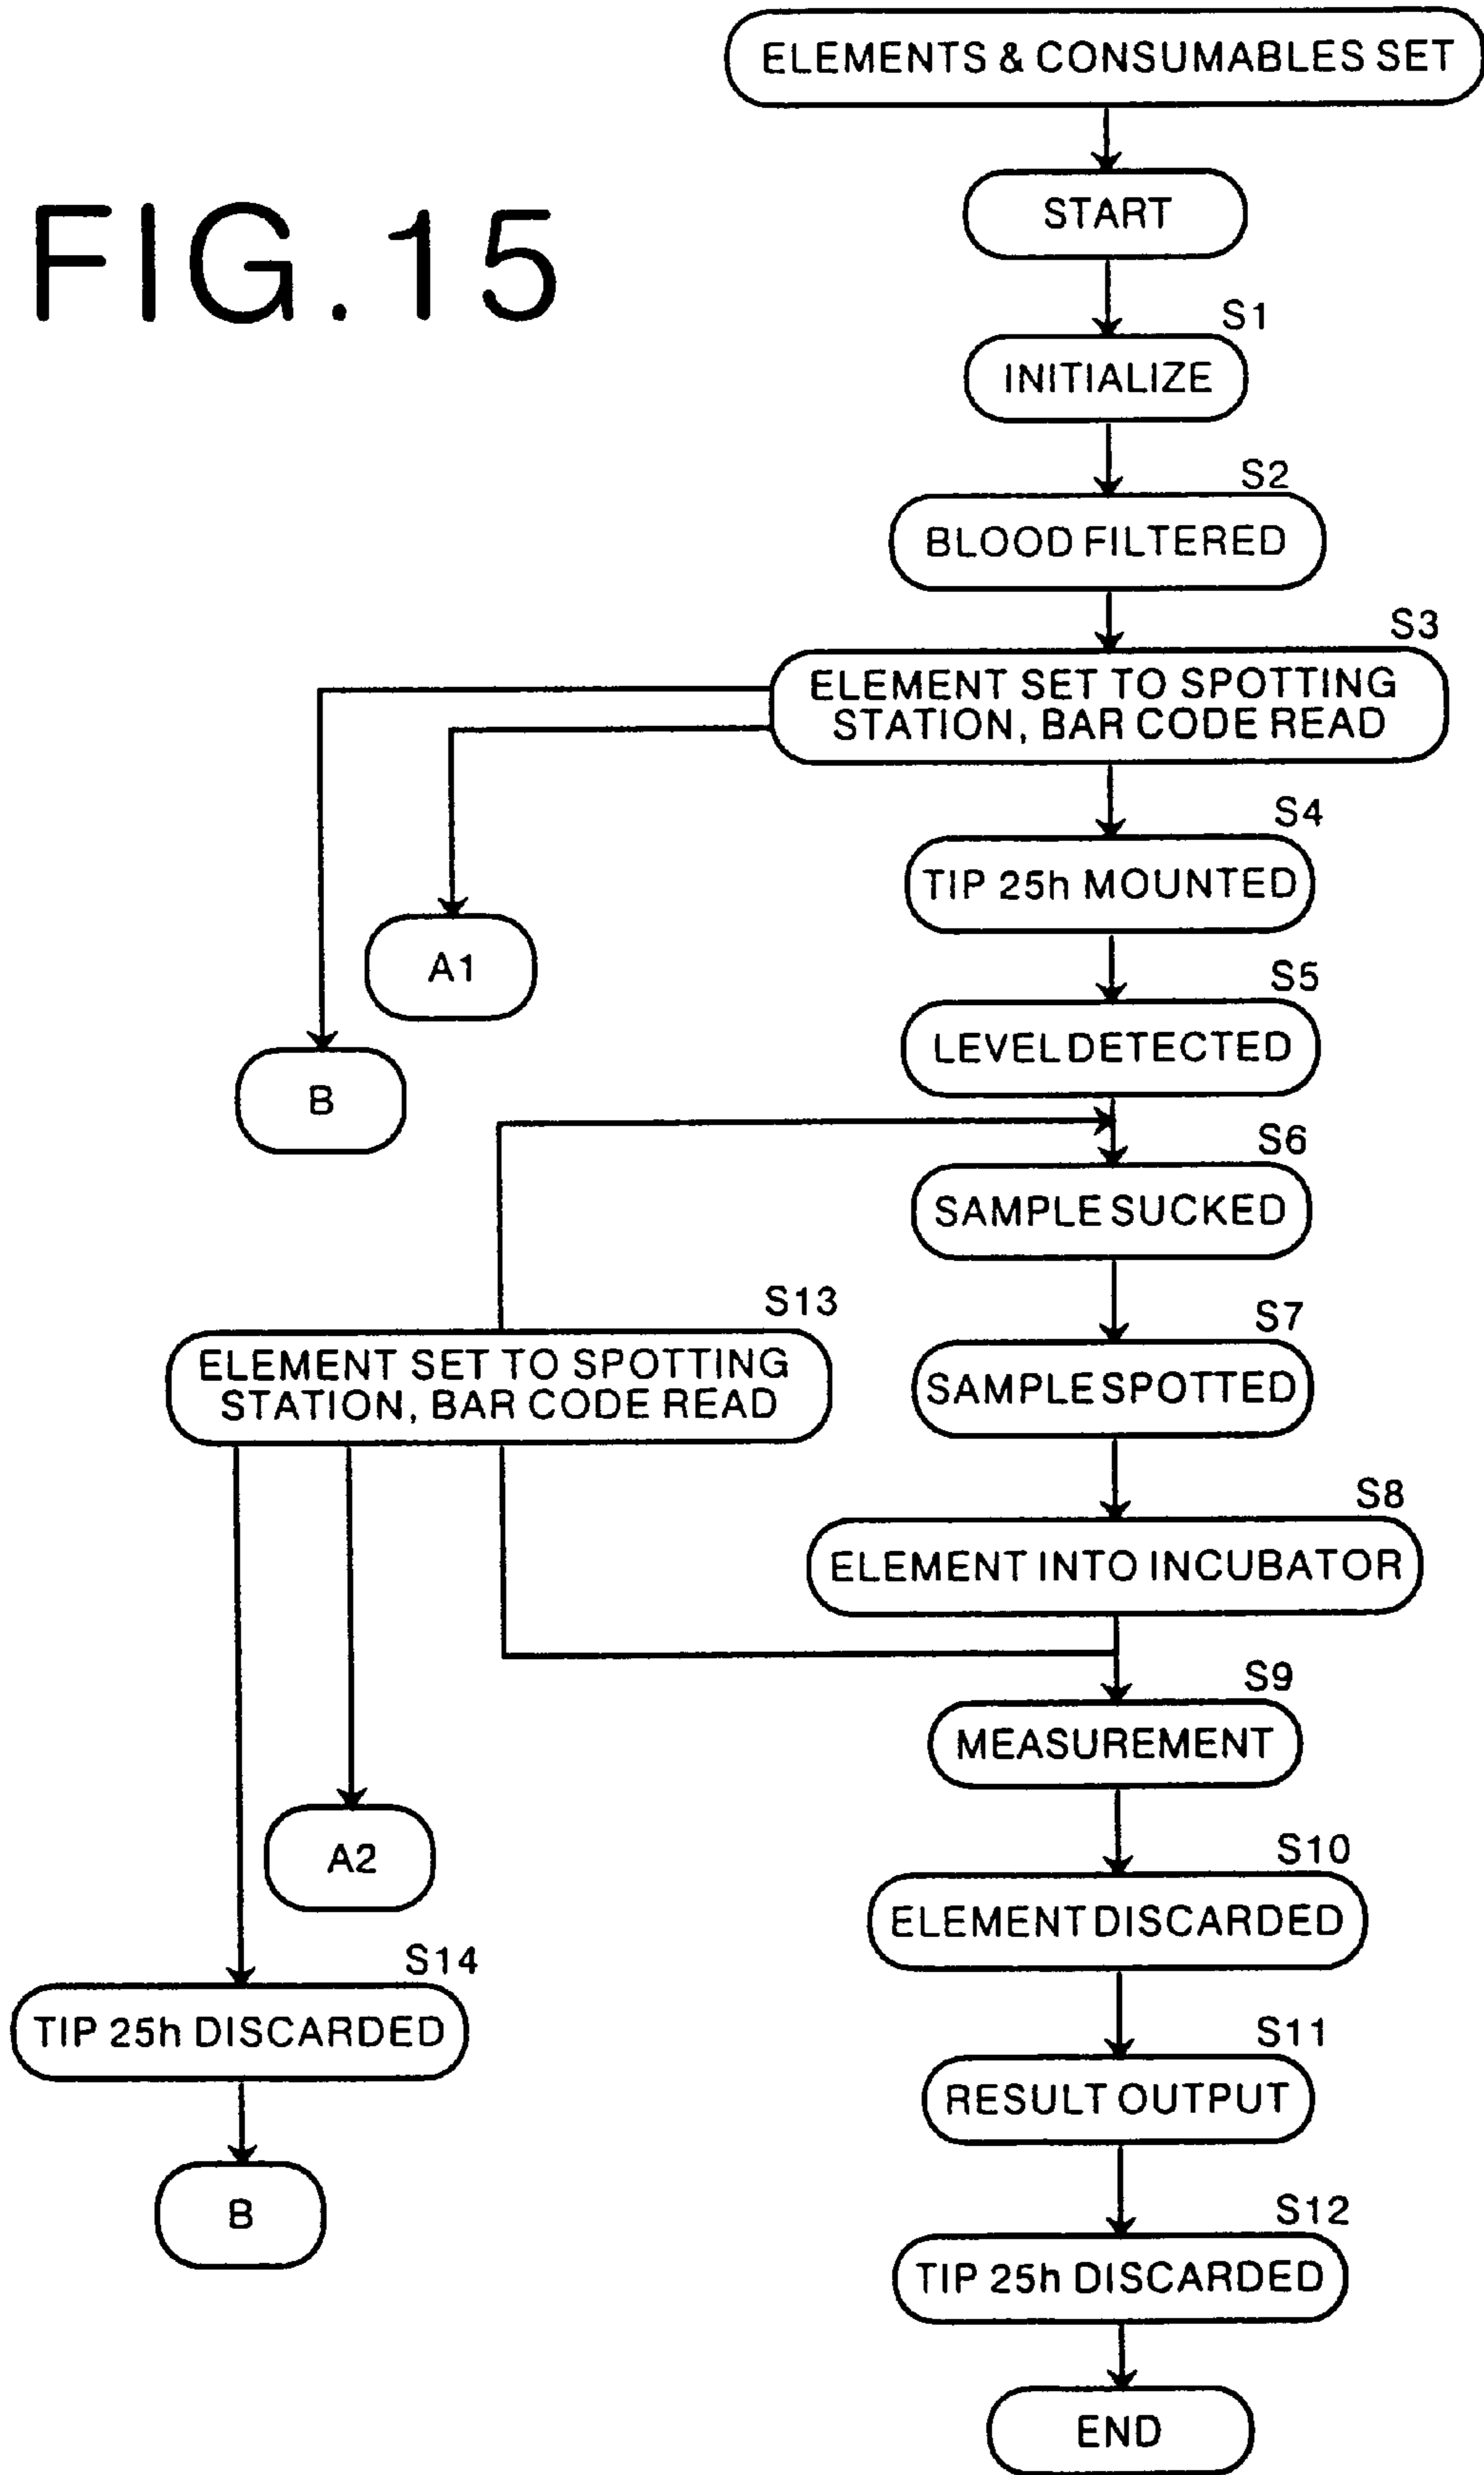 FIG.15
ELEMENTS & CONSUMABLES SET
START
S1
INITIALIZE
S2
BLOOD FILTERED
S3
ELEMENT SET TO SPOTTING
STATION, BAR CODE READ
S4
TIP 25h MOUNTED
A1
S5
LEVEL DETECTED
B
S6
SAMPLE SUCKED
S13
ELEMENT SET TO SPOTTING
STATION, BAR CODE READ
S7
SAMPLE SPOTTED
S8
ELEMENT INTO INCUBATOR
S9
MEASUREMENT
A2
S10
ELEMENT DISCARDED
S14
TIP 25h DISCARDED
S11
RESULT OUTPUT
B
S12
TIP 25h DISCARDED
END